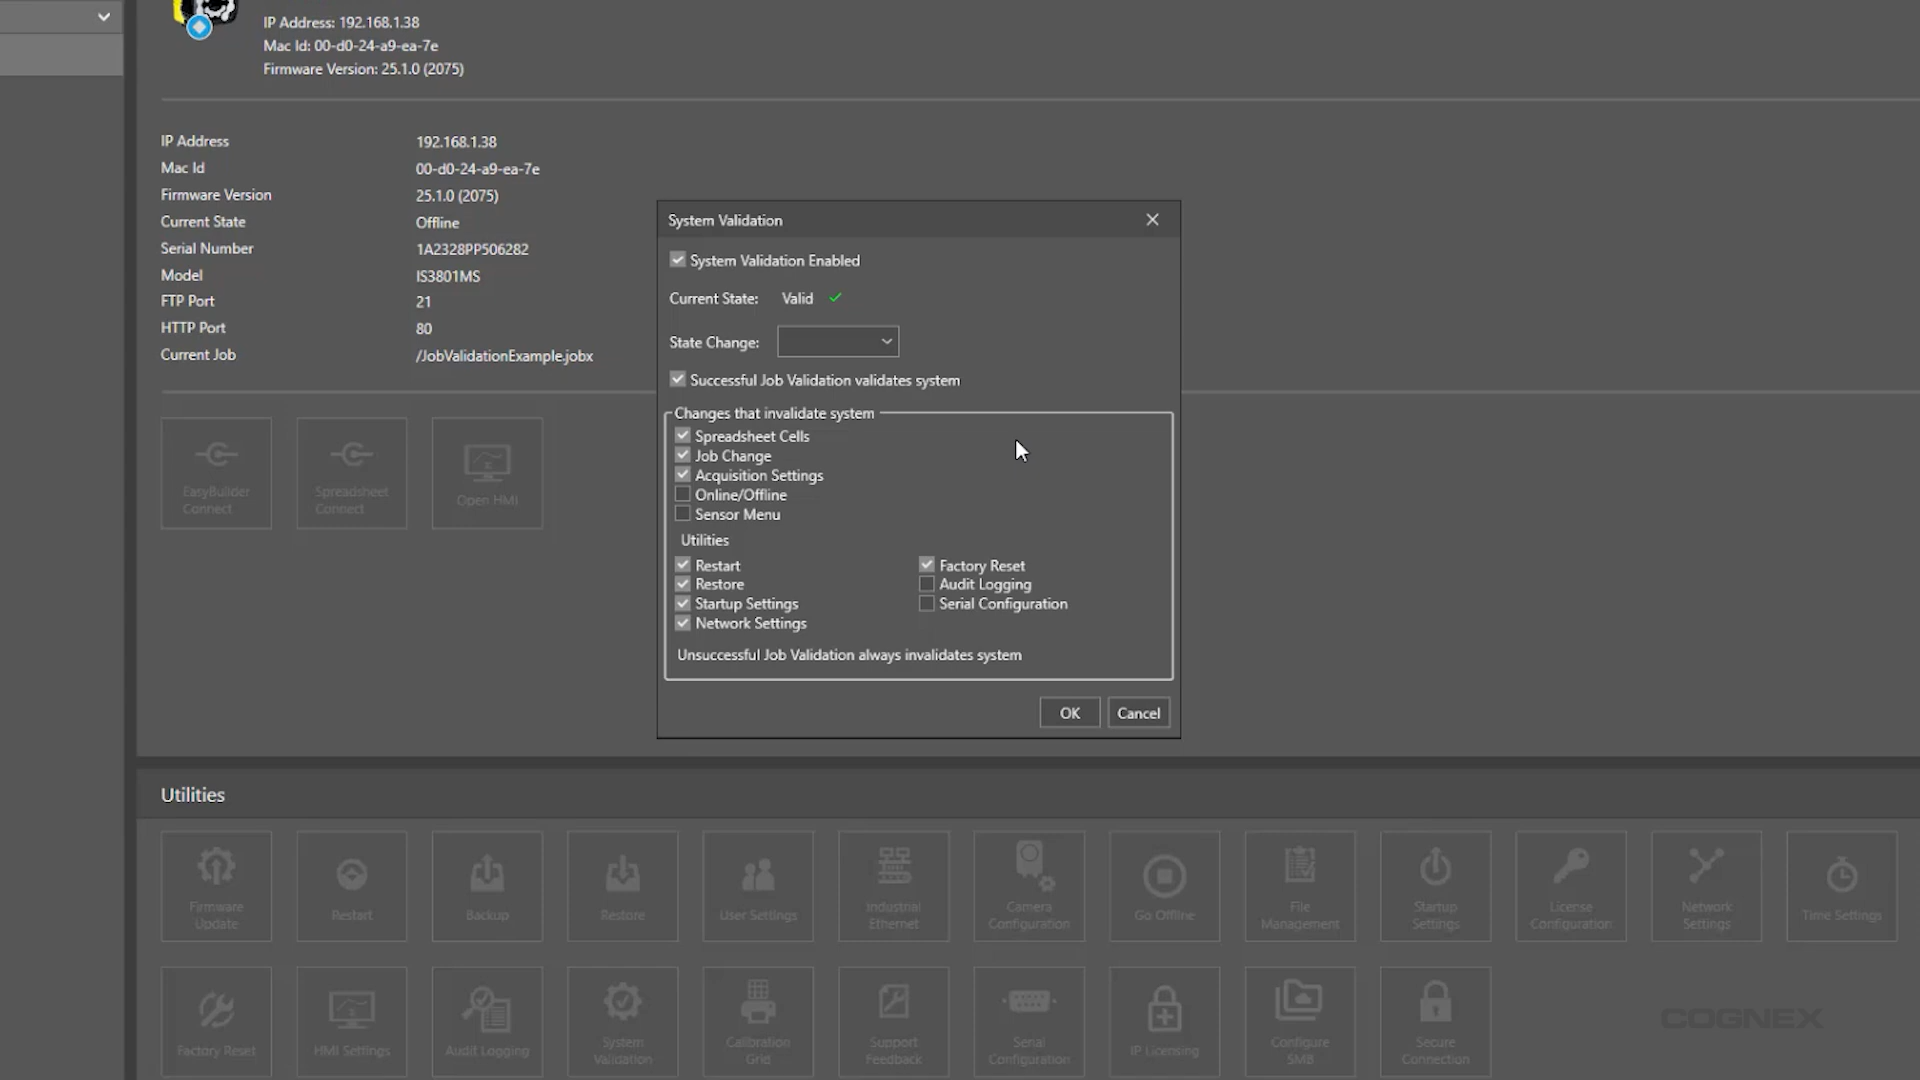 IP Address: 192.168.1.38
Mac Id: 00-d0-24-a9-ea-7e
Firmware Version: 25.1.0 (2075)
IP Address 192.168.1.38
Mac Id 00-d0-24-a9-ea-7e
Firmware Version 25.1.0 (2075)
Current State Offline
Serial Number 1A2328PP506282
Model IS3801MS
FTP Port 21
HTTP Port 80
Current Job /JobValidationExample.jobx
EasyBuilder
Connect
Spreadsheet
Connect
Open HMI
System Validation
System Validation Enabled
Current State: Valid
State Change:
Successful Job Validation validates system
Changes that invalidate system
Spreadsheet Cells
Job Change
Acquisition Settings
Online/Offline
Sensor Menu
Utilities
Restart
Restore
Startup Settings
Network Settings
Factory Reset
Audit Logging
Serial Configuration
Unsuccessful Job Validation always invalidates system
OK Cancel
Utilities
Firmware
Update
Restart
Backup
Restore
User Settings
Industrial
Ethernet
Camera
Configuration
Go Offline
File
Management
Startup
Settings
License
Configuration
Network
Settings
Time Settings
Factory Reset
HMI Settings
Audit Logging
System
Validation
Calibration
Grid
Support
Feedback
Serial
Configuration
IP Licensing
Configure
SMB
Secure
Connection
COGNEX